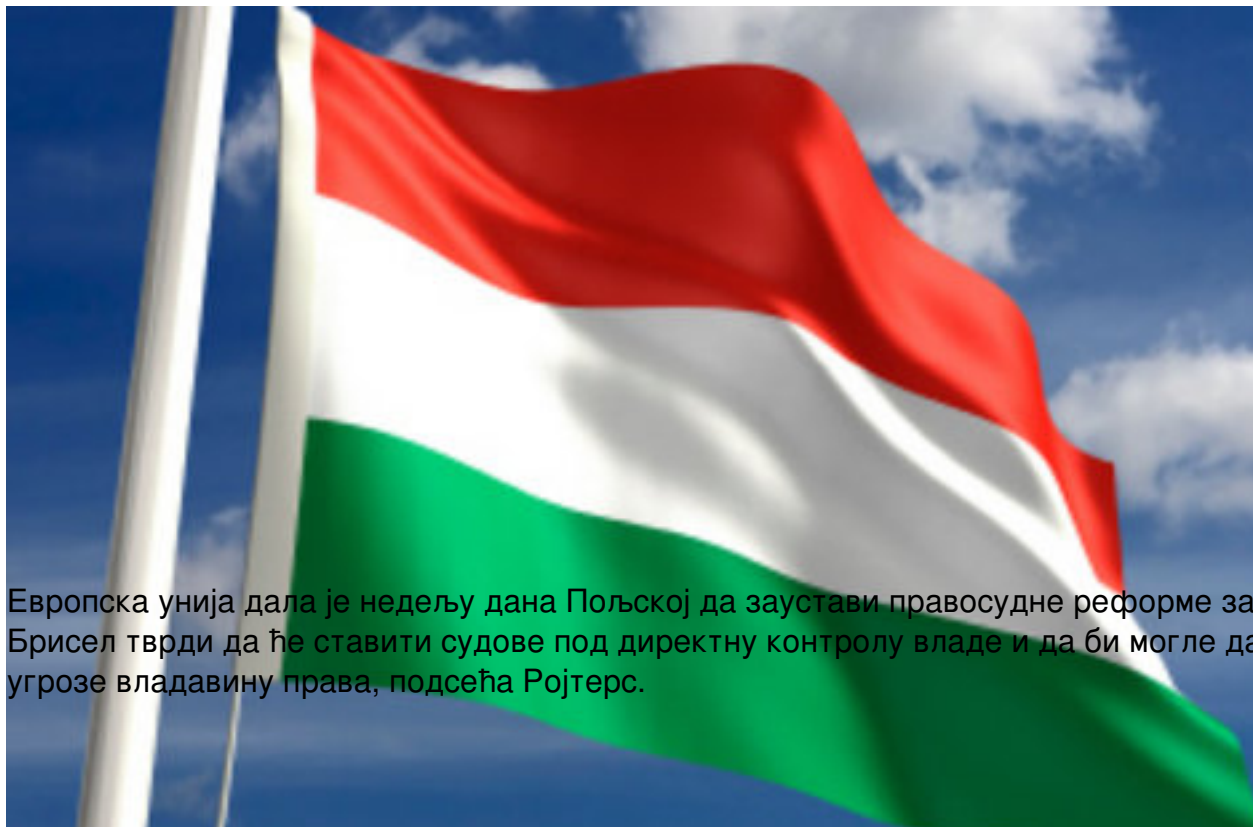 Европска унија дала је недељу дана Пољској да заустави правосудне реформе за
Брисел тврди да ће ставити судове под директну контролу владе и да би могле да
угрозе владавину права, подсећа Ројтерс.